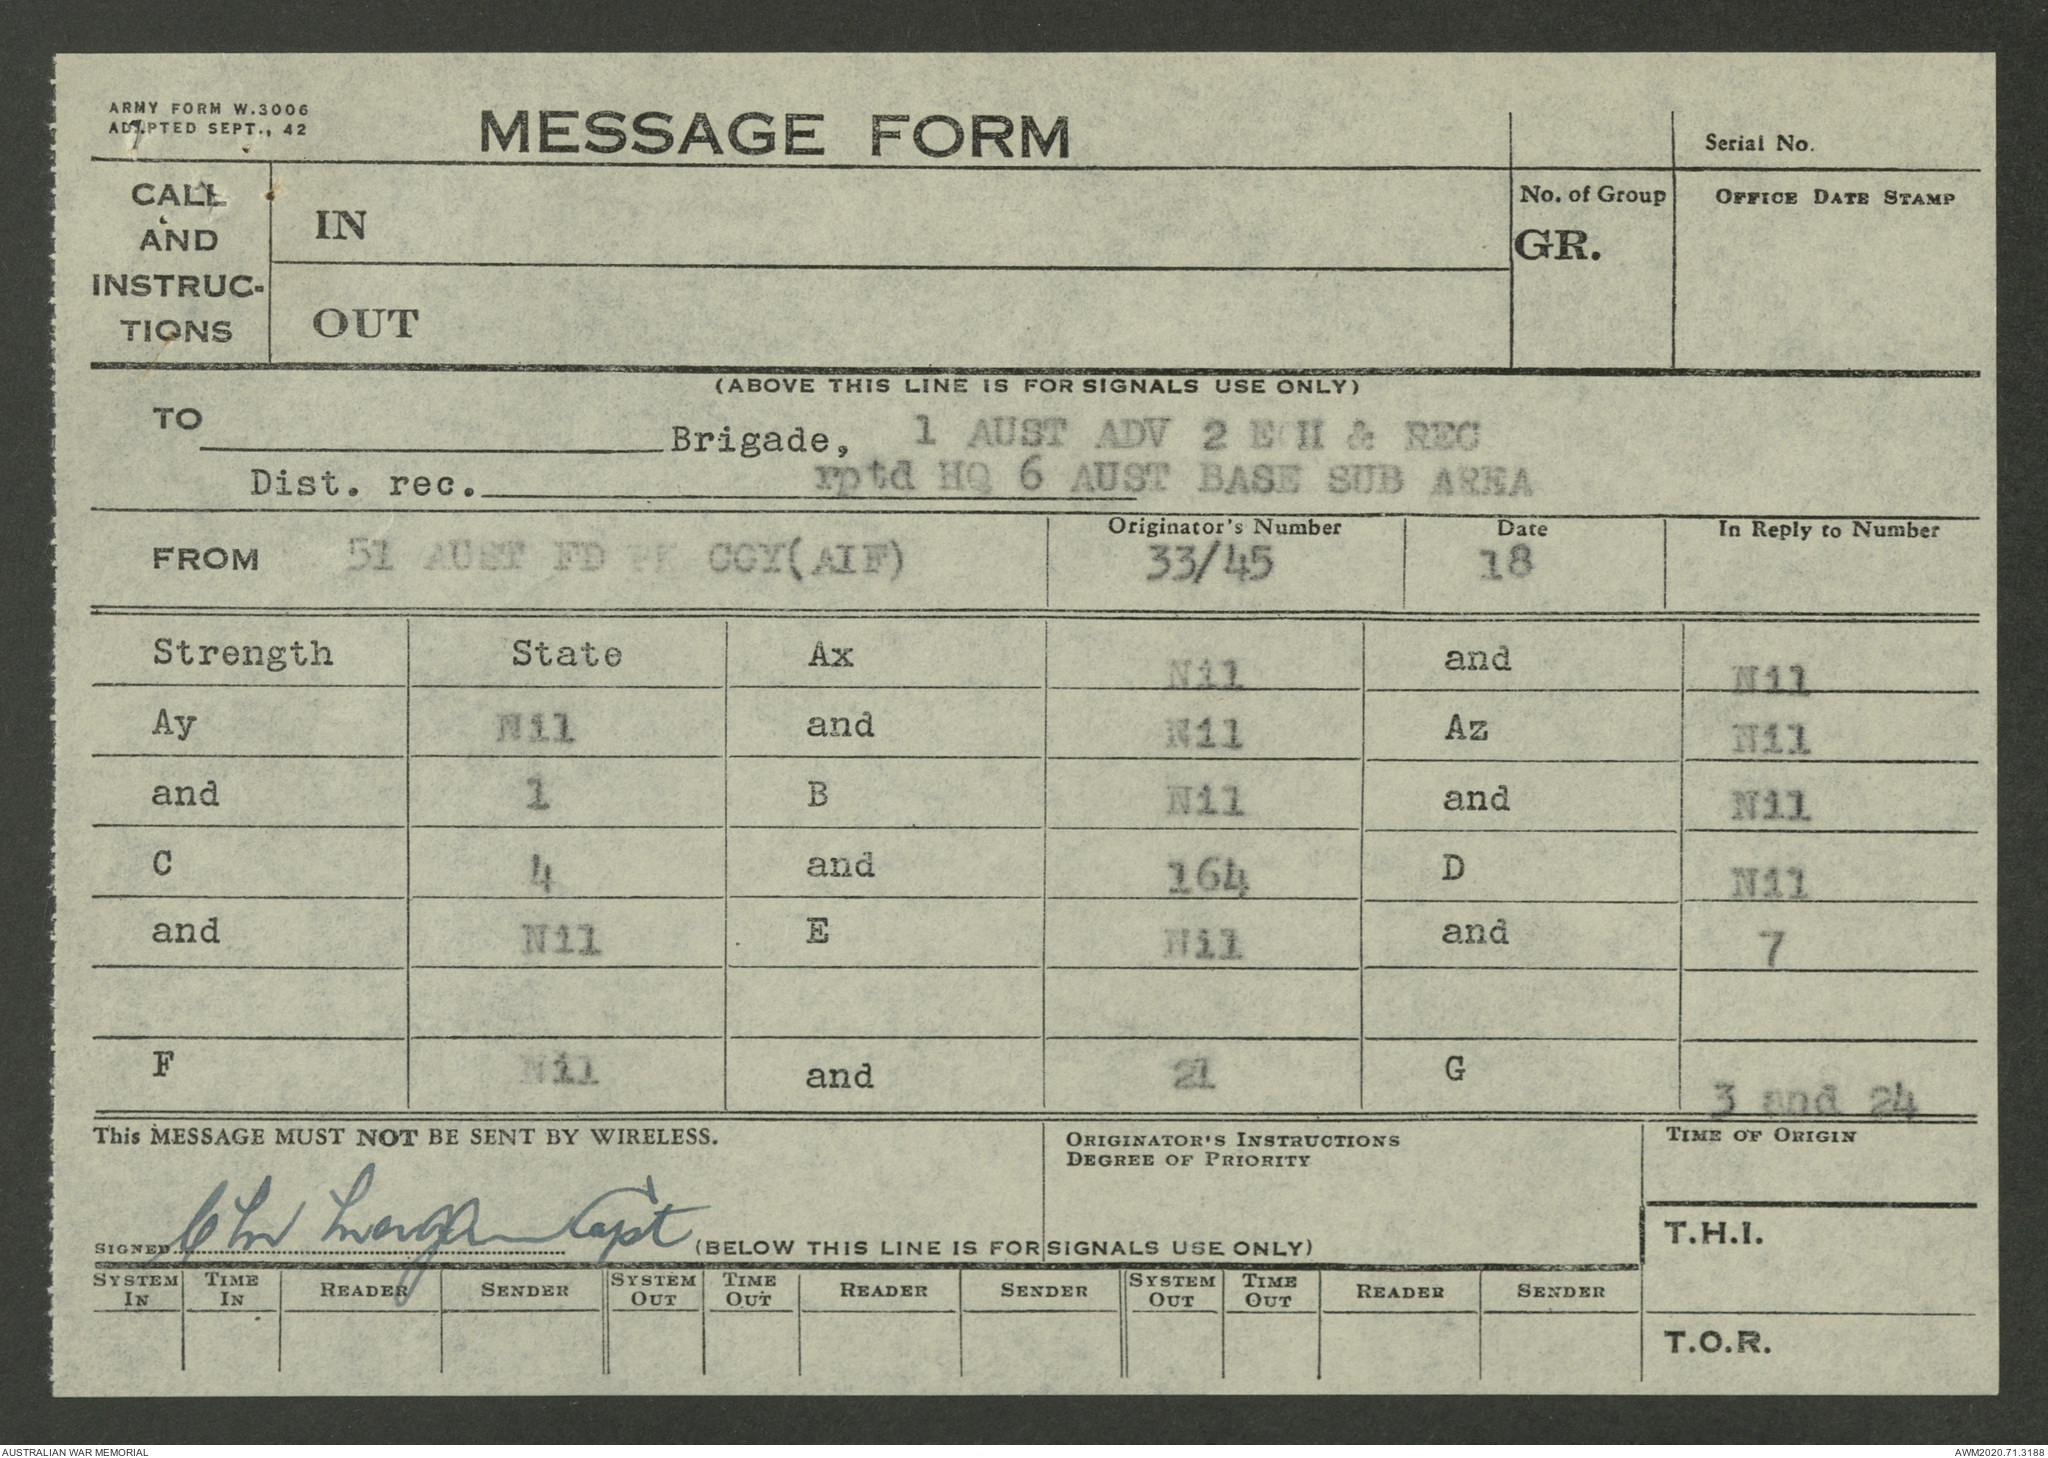 ARMY FORM W.3006
ADAPTED SEPT., 42
7
MESSAGE FORM
Serial No.
CALL
AND
INSTRUC-
TIONS
IN
OUT
No. of Group
GR.
OFFICE DATE STAMP
(ABOVE THIS LINE IS FOR SIGNALS USE ONLY)
TO
Brigade, 1 AUST ADV 2 ECH & REC
Dist. rec. rptd HQ 6 AUST BASE SUB AREA
FROM 51 AUST FD PK COY(AIF)
Originator's Number
33/45
Date
18
In Reply to Number
Strength State Ax Nil and Nil
Ay Nil and Nil Az Nil
and 1 B Nil and Nil
C 4 and 164 D Nil
and Nil E Nil and 7
F Nil and 21 G 3 and 24
This MESSAGE MUST NOT BE SENT BY WIRELESS.
ORIGINATOR'S INSTRUCTIONS
DEGREE OF PRIORITY
TIME OF ORIGIN
SIGNED Capt
(BELOW THIS LINE IS FOR SIGNALS USE ONLY)
T.H.I.
SYSTEM IN TIME IN READER SENDER SYSTEM OUT TIME OUT READER SENDER SYSTEM OUT TIME OUT READER SENDER
T.O.R.
AUSTRALIAN WAR MEMORIAL
AWM2020.71.3188